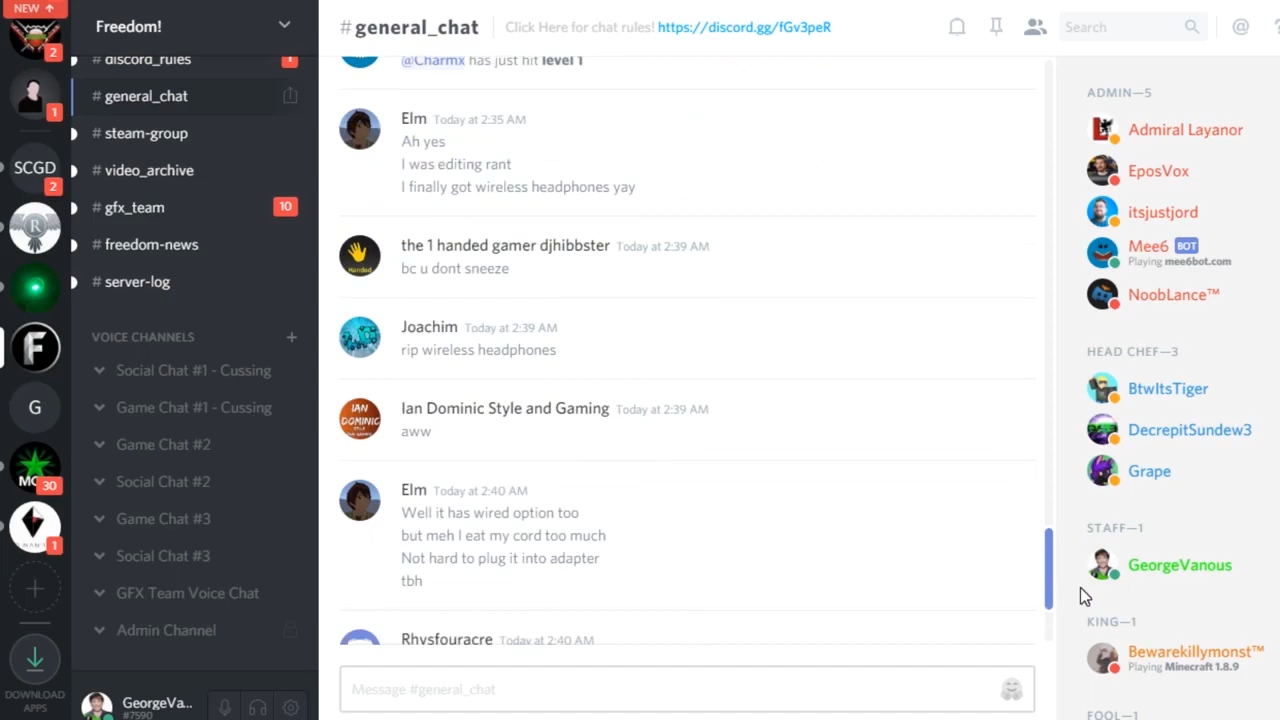 NEW ↑
2
1
SCGD
2
R
F
G
MC
30
1
+
DOWNLOAD
APPS
Freedom!
# discord_rules 1
# general_chat
# steam-group
# video_archive
# gfx_team 10
# freedom-news
# server-log
VOICE CHANNELS +
Social Chat #1 - Cussing
Game Chat #1 - Cussing
Game Chat #2
Social Chat #2
Game Chat #3
Social Chat #3
GFX Team Voice Chat
Admin Channel
GeorgeVa...
#7590
#general_chat Click Here for chat rules! https://discord.gg/fGv3peR
Search
@
@Charmx has just hit level 1
Elm Today at 2:35 AM
Ah yes
I was editing rant
I finally got wireless headphones yay
Handed
the 1 handed gamer djhibbster Today at 2:39 AM
bc u dont sneeze
Joachim Today at 2:39 AM
rip wireless headphones
IAN
DOMINIC
Ian Dominic Style and Gaming Today at 2:39 AM
aww
Elm Today at 2:40 AM
Well it has wired option too
but meh I eat my cord too much
Not hard to plug it into adapter
tbh
Rhysfouracre Today at 2:40 AM
Message #general_chat
ADMIN—5
Admiral Layanor
EposVox
itsjustjord
Mee6 BOT
Playing mee6bot.com
NoobLance™
HEAD CHEF—3
BtwItsTiger
DecrepitSundew3
Grape
STAFF—1
GeorgeVanous
KING—1
Bewarekillymonst™
Playing Minecraft 1.8.9
FOOL—1